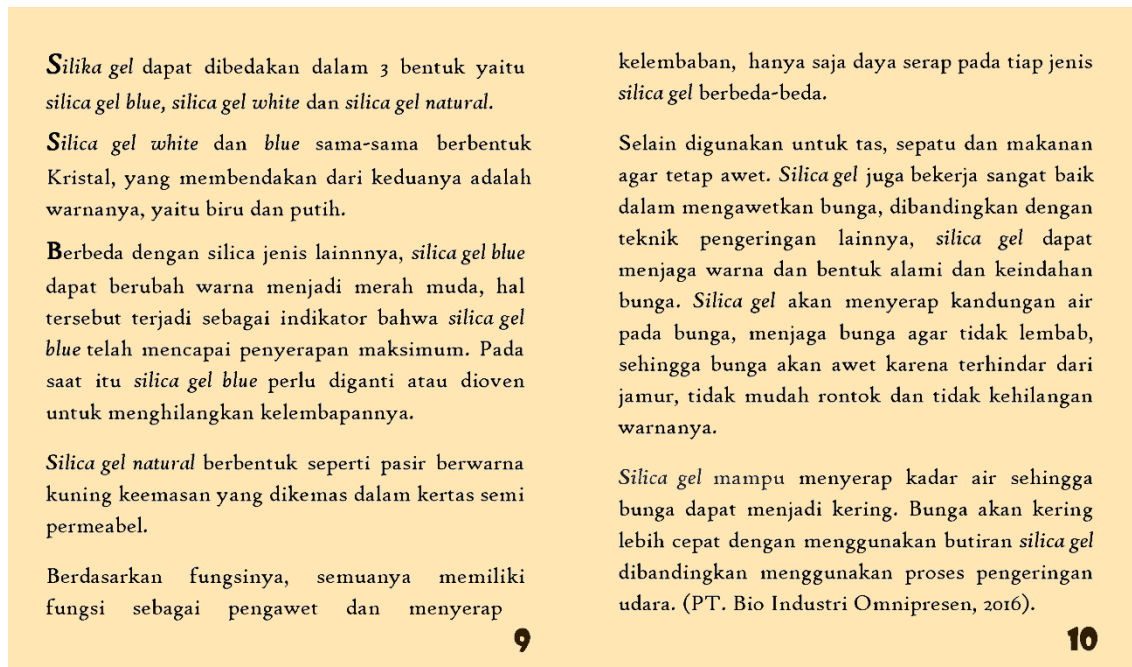 Silika gel dapat dibedakan dalam 3 bentuk yaitu
silica gel blue, silica gel white dan silica gel natural.
Silica gel white dan blue sama-sama berbentuk
Kristal, yang membendakan dari keduanya adalah
warnanya, yaitu biru dan putih.
Berbeda dengan silica jenis lainnnya, silica gel blue
dapat berubah warna menjadi merah muda, hal
tersebut terjadi sebagai indikator bahwa silica gel
blue telah mencapai penyerapan maksimum. Pada
saat itu silica gel blue perlu diganti atau dioven
untuk menghilangkan kelembapannya.
Silica gel natural berbentuk seperti pasir berwarna
kuning keemasan yang dikemas dalam kertas semi
permeabel.
Berdasarkan fungsinya, semuanya memiliki
fungsi sebagai pengawet dan menyerap
9
kelembaban, hanya saja daya serap pada tiap jenis
silica gel berbeda-beda.
Selain digunakan untuk tas, sepatu dan makanan
agar tetap awet. Silica gel juga bekerja sangat baik
dalam mengawetkan bunga, dibandingkan dengan
teknik pengeringan lainnya, silica gel dapat
menjaga warna dan bentuk alami dan keindahan
bunga. Silica gel akan menyerap kandungan air
pada bunga, menjaga bunga agar tidak lembab,
sehingga bunga akan awet karena terhindar dari
jamur, tidak mudah rontok dan tidak kehilangan
warnanya.
Silica gel mampu menyerap kadar air sehingga
bunga dapat menjadi kering. Bunga akan kering
lebih cepat dengan menggunakan butiran silica gel
dibandingkan menggunakan proses pengeringan
udara. (PT. Bio Industri Omnipresen, 2016).
10